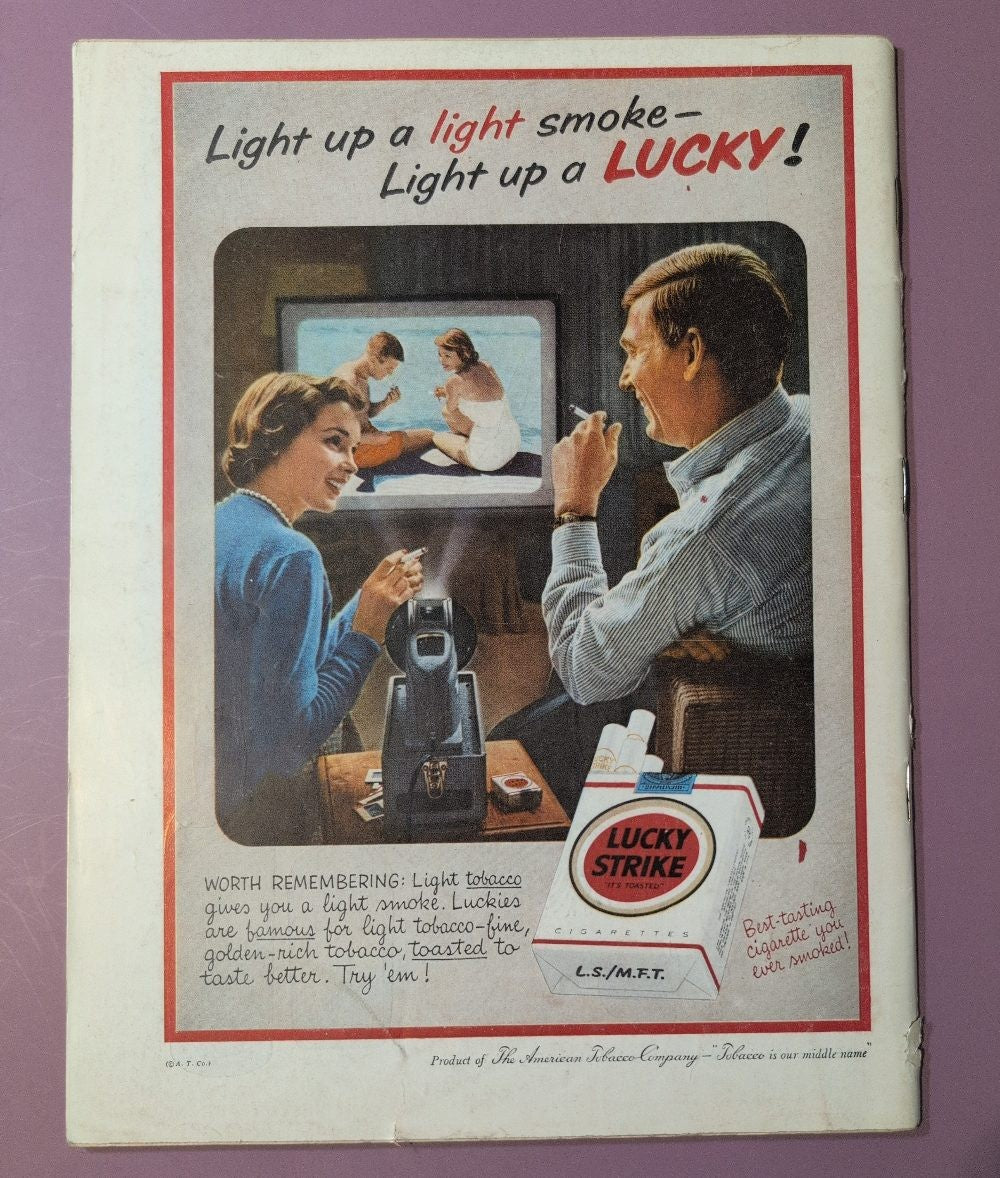 Light up a light smoke—
Light up a LUCKY!
LUCKY
STRIKE
LUCKY
STRIKE
"IT'S TOASTED"
CIGARETTES
L.S./M.F.T.
WORTH REMEMBERING: Light tobacco
gives you a light smoke. Luckies
are famous for light tobacco-fine,
golden-rich tobacco, toasted to
taste better. Try 'em!
Best-tasting
cigarette you
ever smoked!
©A. T. Co.
Product of The American Tobacco Company — "Tobacco is our middle name"